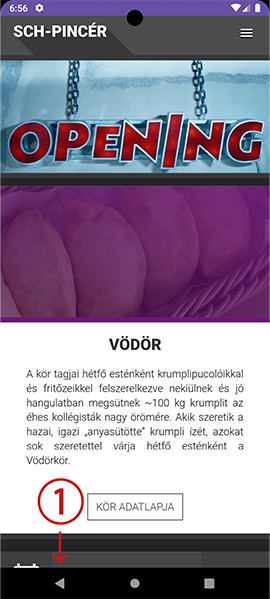 6:56
SCH-PINCÉR
OPENING
VÖDÖR
A kör tagjai hétfő esténként krumplipucolóikkal
és fritőzeikkel felszerelkezve nekiülnek és jó
hangulatban megsütnek ~100 kg krumplit az
éhes kollégisták nagy örömére. Akik szeretik a
hazai, igazi „anyasütötte” krumpli ízét, azokat
sok szeretettel várja hétfő esténként a
Vödörkör.
1
KÖR ADATLAPJA